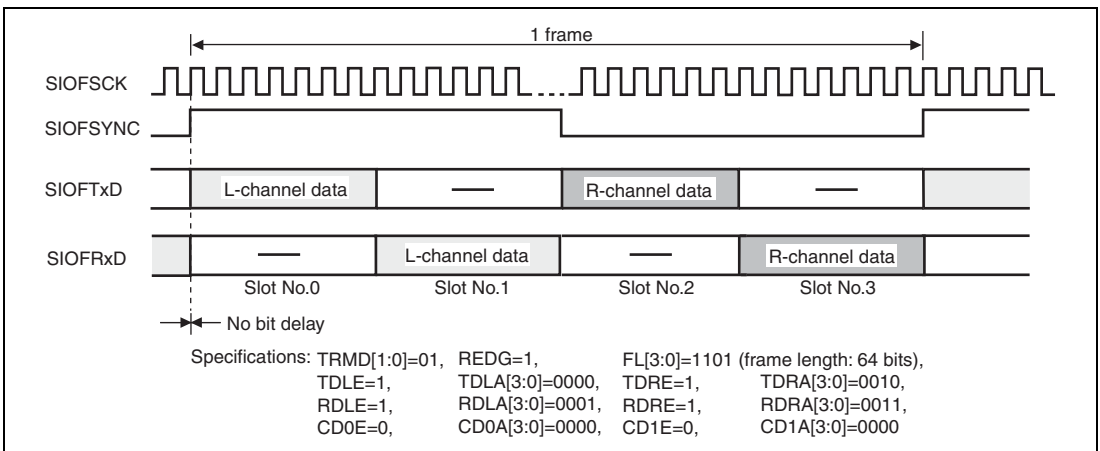 1 frame
SIOFSCK
SIOFSYNC
SIOFTxD L-channel data — R-channel data —
SIOFRxD — L-channel data — R-channel data
Slot No.0 Slot No.1 Slot No.2 Slot No.3
No bit delay
Specifications: TRMD[1:0]=01, REDG=1, FL[3:0]=1101 (frame length: 64 bits),
TDLE=1, TDLA[3:0]=0000, TDRE=1, TDRA[3:0]=0010,
RDLE=1, RDLA[3:0]=0001, RDRE=1, RDRA[3:0]=0011,
CD0E=0, CD0A[3:0]=0000, CD1E=0, CD1A[3:0]=0000